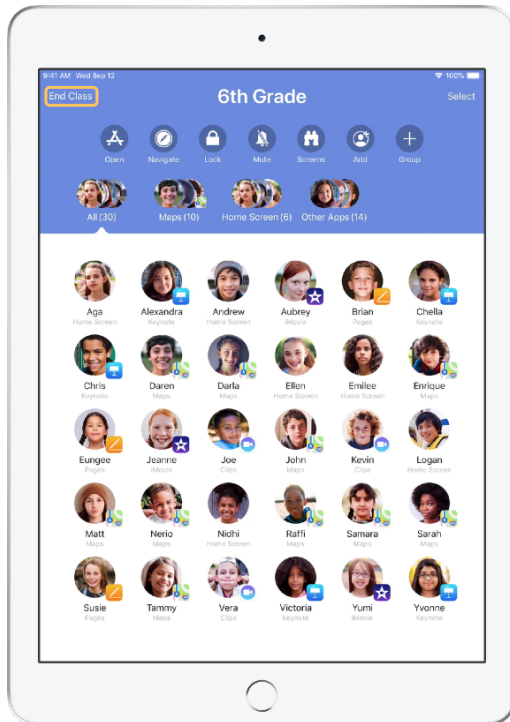 9:41 AM Wed Sep 12 100%
End Class 6th Grade Select
Open Navigate Lock Mute Screens Add Group
All (30) Maps (10) Home Screen (6) Other Apps (14)
Aga Alexandra Andrew Aubrey Brian Chella
Home Screen Keynote Home Screen iMovie Pages Keynote
Chris Daren Darla Ellen Emilee Enrique
Keynote Maps Maps Home Screen Home Screen Maps
Eungee Jeanne Joe John Kevin Logan
Pages iMovie Clips Maps Clips Home Screen
Matt Nerio Nidhi Raffi Samara Sarah
Maps Maps Home Screen Maps Maps Maps
Susie Tammy Vera Victoria Yumi Yvonne
Pages Maps Clips Keynote iMovie Keynote